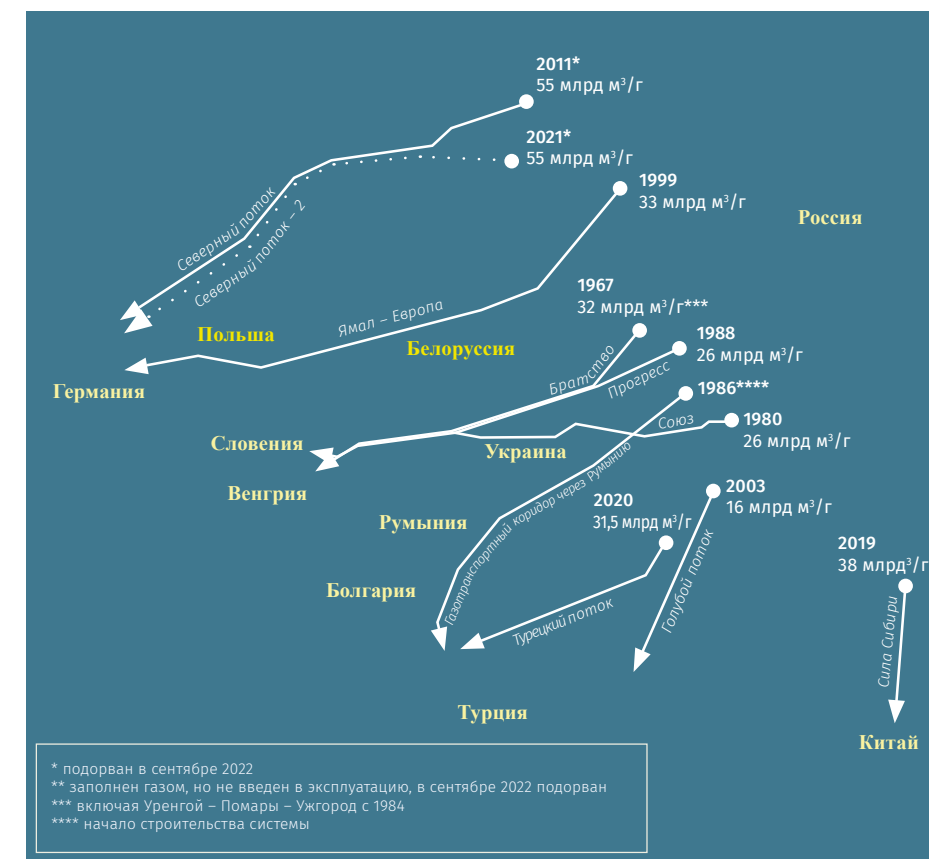 2011*
55 млрд м³/г
2021*
55 млрд м³/г
1999
33 млрд м³/г
Россия
Северный поток
Северный поток – 2
1967
32 млрд м³/г***
Ямал – Европа
Польша
Белоруссия
1988
26 млрд м³/г
Братство
Прогресс
Германия
1986****
1980
26 млрд м³/г
Союз
Словения
Украина
Венгрия
Газотранспортный коридор через Румынию
2020
31,5 млрд м³/г
2003
16 млрд м³/г
Румыния
2019
38 млрд³/г
Болгария
Турецкий поток
Голубой поток
Сила Сибири
Турция
Китай
* подорван в сентябре 2022
** заполнен газом, но не введен в эксплуатацию, в сентябре 2022 подорван
*** включая Уренгой – Помары – Ужгород с 1984
**** начало строительства системы